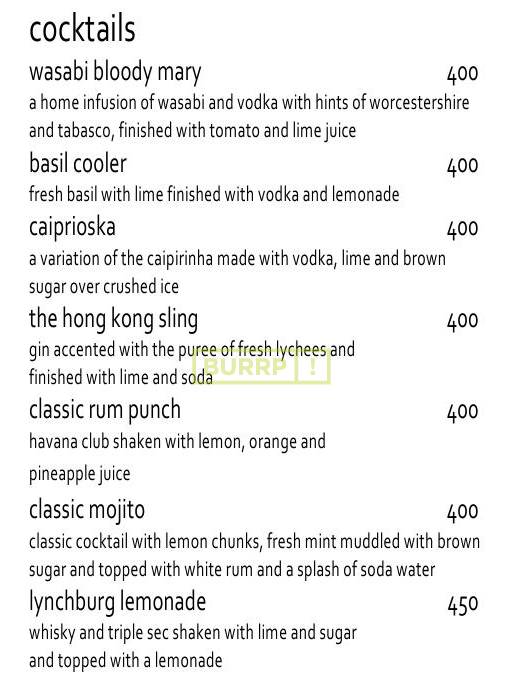 cocktails
wasabi bloody mary 400
a home infusion of wasabi and vodka with hints of worcestershire
and tabasco, finished with tomato and lime juice
basil cooler 400
fresh basil with lime finished with vodka and lemonade
caiprioska 400
a variation of the caipirinha made with vodka, lime and brown
sugar over crushed ice
the hong kong sling 400
gin accented with the puree of fresh lychees and
finished with lime and soda
BURRP!
classic rum punch 400
havana club shaken with lemon, orange and
pineapple juice
classic mojito 400
classic cocktail with lemon chunks, fresh mint muddled with brown
sugar and topped with white rum and a splash of soda water
lynchburg lemonade 450
whisky and triple sec shaken with lime and sugar
and topped with a lemonade